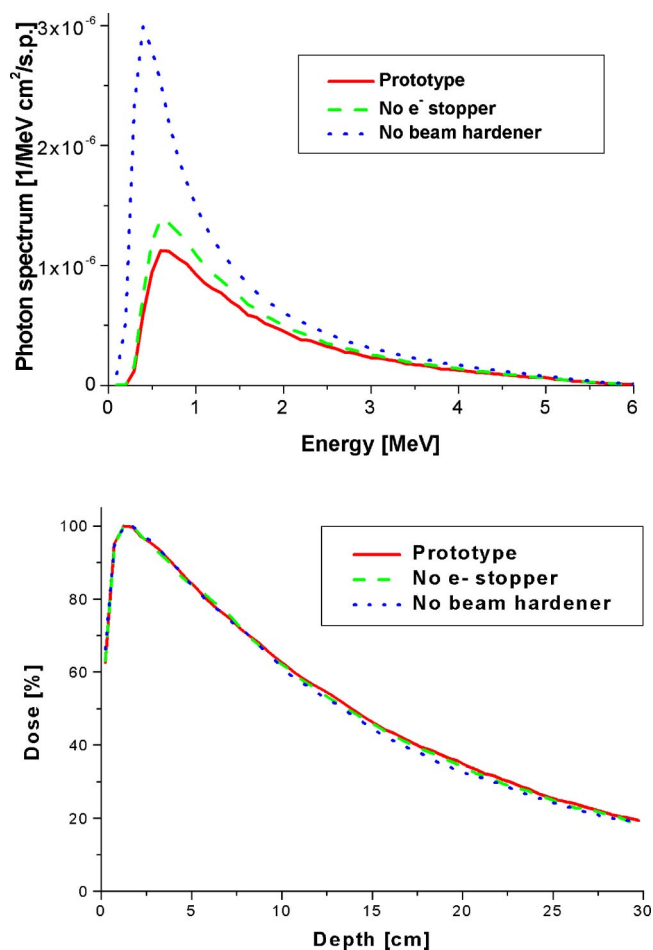 3x10⁻⁶
2x10⁻⁶
1x10⁻⁶
0
Photon spectrum [1/MeV cm²/s.p.]
Prototype
No e⁻ stopper
No beam hardener
0 1 2 3 4 5 6
Energy [MeV]
100
80
60
40
20
0
Dose [%]
Prototype
No e- stopper
No beam hardener
0 5 10 15 20 25 30
Depth [cm]